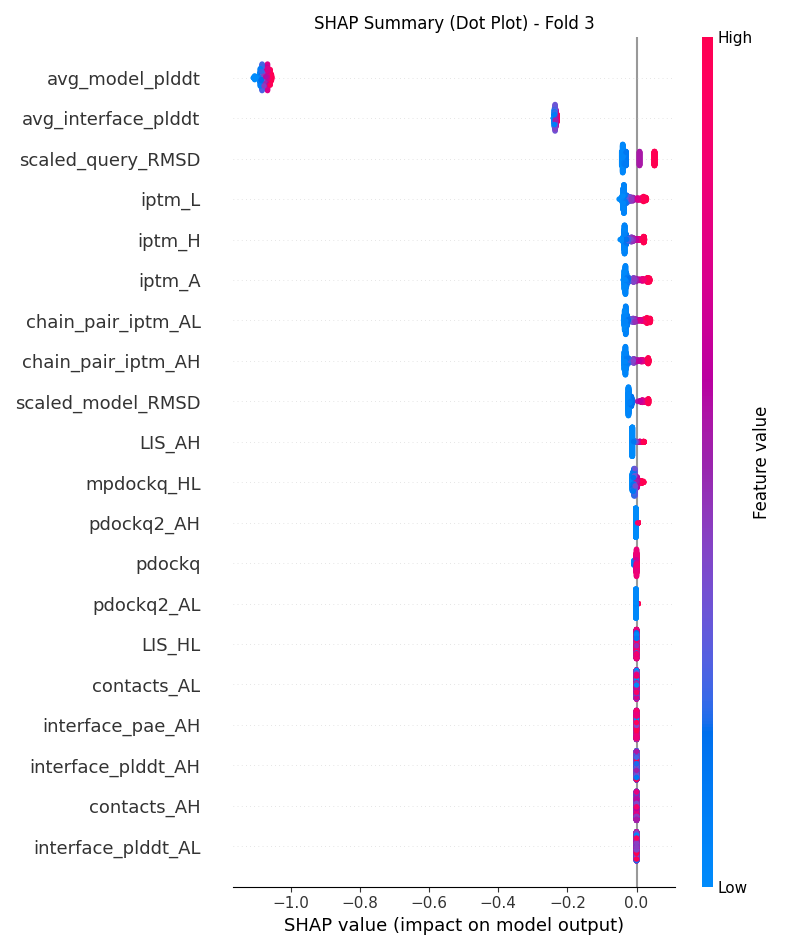 SHAP Summary (Dot Plot) - Fold 3
High
avg_model_plddt
avg_interface_plddt
scaled_query_RMSD
iptm_L
iptm_H
iptm_A
chain_pair_iptm_AL
chain_pair_iptm_AH
scaled_model_RMSD
LIS_AH
mpdockq_HL
pdockq2_AH
pdockq
pdockq2_AL
LIS_HL
contacts_AL
interface_pae_AH
interface_plddt_AH
contacts_AH
interface_plddt_AL
Feature value
Low
−1.0 −0.8 −0.6 −0.4 −0.2 0.0
SHAP value (impact on model output)